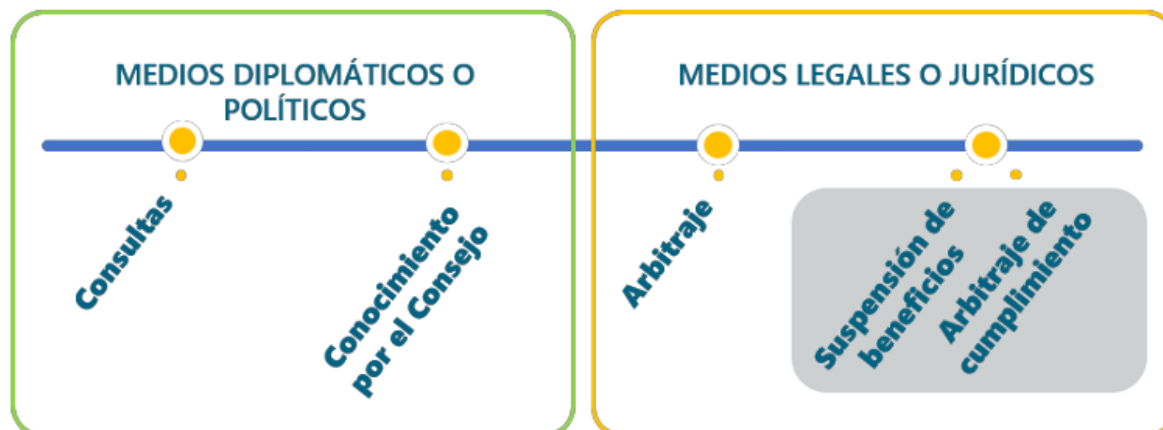 MEDIOS DIPLOMÁTICOS O
POLÍTICOS
MEDIOS LEGALES O JURÍDICOS
Consultas
Conocimiento
por el Consejo
Arbitraje
Suspensión de
beneficios
Arbitraje de
cumplimiento